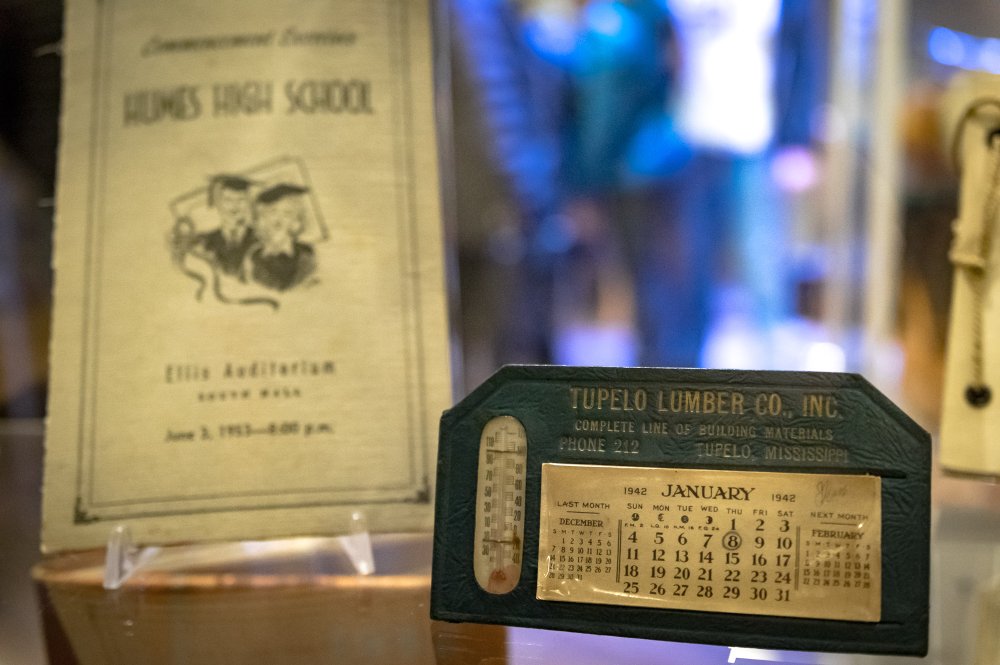 Commencement Exercises
HUMES HIGH SCHOOL
Ellis Auditorium
SOUTH HALL
June 3, 1953—8:00 p.m.
TUPELO LUMBER CO., INC.
COMPLETE LINE OF BUILDING MATERIALS
PHONE 212 TUPELO, MISSISSIPPI
1942 JANUARY 1942
LAST MONTH
DECEMBER
NEXT MONTH
FEBRUARY
SUN MON TUE WED THU FRI SAT
1 2 3
4 5 6 7 8 9 10
11 12 13 14 15 16 17
18 19 20 21 22 23 24
25 26 27 28 29 30 31